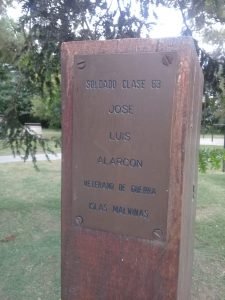 SOLDADO CLASE 63
JOSE
LUIS
ALARCON
VETERANO DE GUERRA
ISLAS MALVINAS